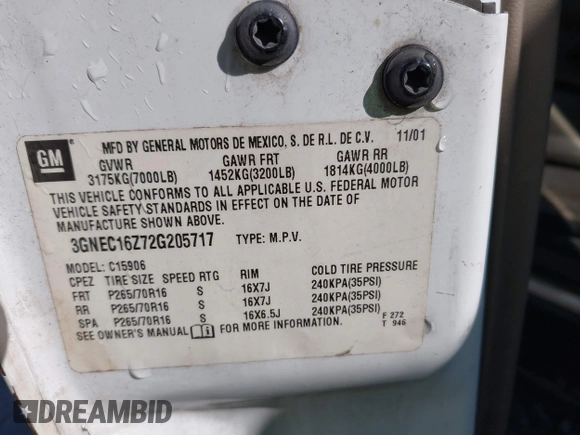 GM
MFD BY GENERAL MOTORS DE MEXICO, S. DE R.L. DE C.V. 11/01
GVWR GAWR FRT GAWR RR
3175KG(7000LB) 1452KG(3200LB) 1814KG(4000LB)
THIS VEHICLE CONFORMS TO ALL APPLICABLE U.S. FEDERAL MOTOR
VEHICLE SAFETY STANDARDS IN EFFECT ON THE DATE OF
MANUFACTURE SHOWN ABOVE.
3GNEC16Z72G205717 TYPE: M.P.V.
MODEL: C15906
CPEZ TIRE SIZE SPEED RTG RIM COLD TIRE PRESSURE
FRT P265/70R16 S 16X7J 240KPA(35PSI)
RR P265/70R16 S 16X7J 240KPA(35PSI)
SPA P265/70R16 S 16X6.5J 240KPA(35PSI)
SEE OWNER'S MANUAL FOR MORE INFORMATION.
F 272
T 946
DREAMBID